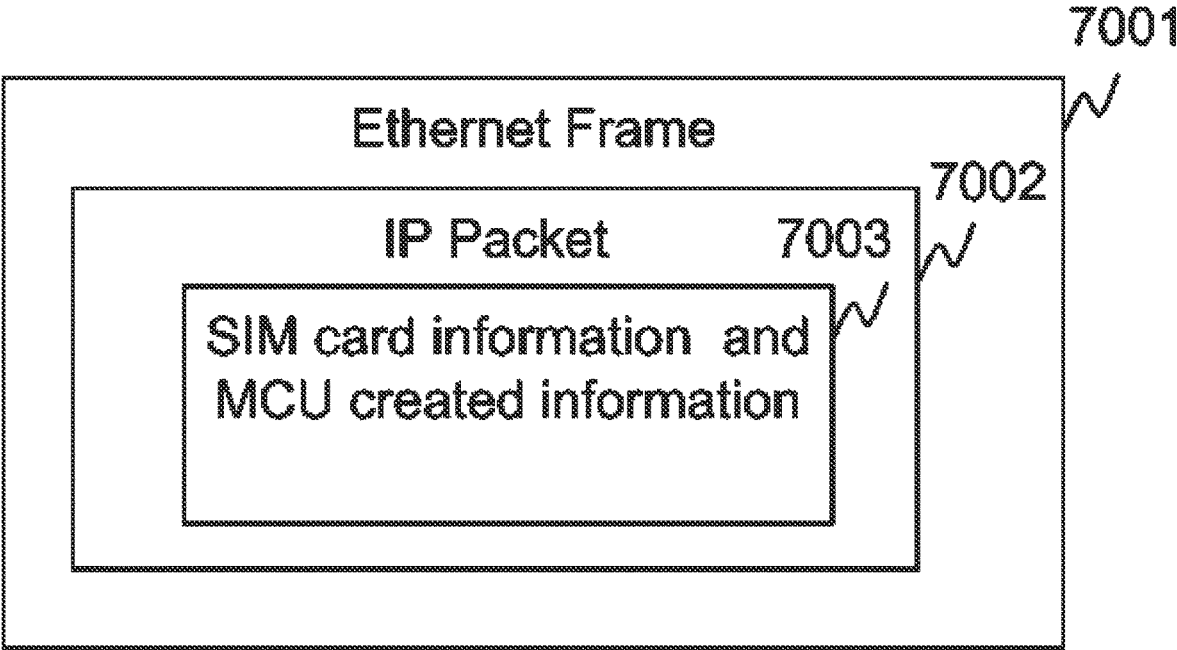 7001
Ethernet Frame
7002
IP Packet
7003
SIM card information and
MCU created information